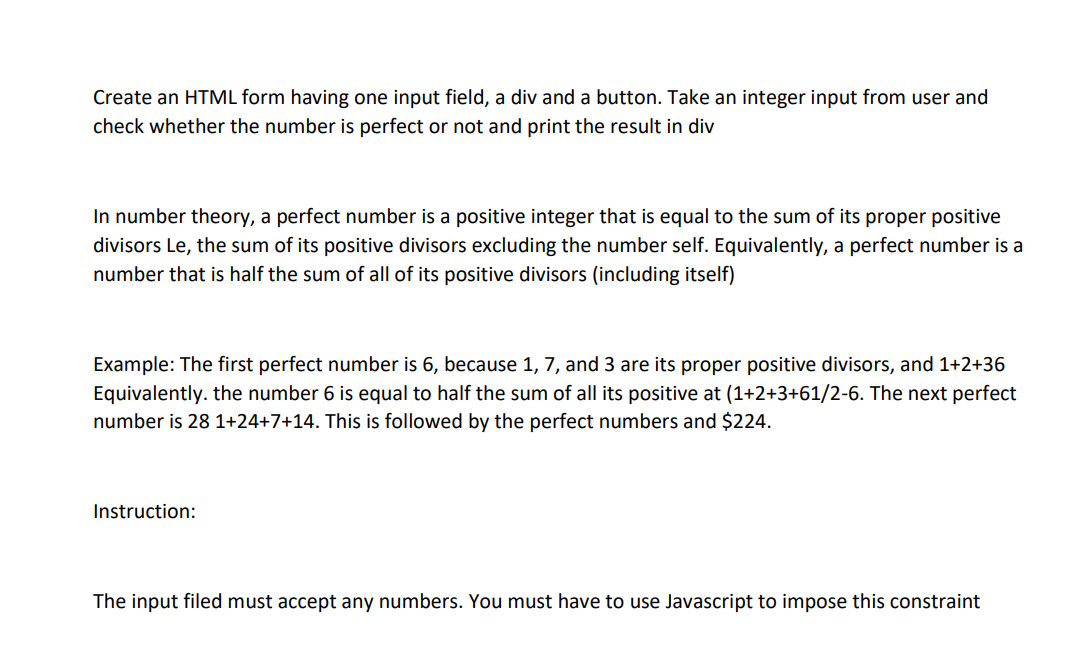 Create an HTML form having one input field, a div and a button. Take an integer input from user and
check whether the number is perfect or not and print the result in div
In number theory, a perfect number is a positive integer that is equal to the sum of its proper positive
divisors Le, the sum of its positive divisors excluding the number self. Equivalently, a perfect number is a
number that is half the sum of all of its positive divisors (including itself)
Example: The first perfect number is 6, because 1, 7, and 3 are its proper positive divisors, and 1+2+36
Equivalently. the number 6 is equal to half the sum of all its positive at (1+2+3+61/2-6. The next perfect
number is 28 1+24+7+14. This is followed by the perfect numbers and $224.
Instruction:
The input filed must accept any numbers. You must have to use Javascript to impose this constraint